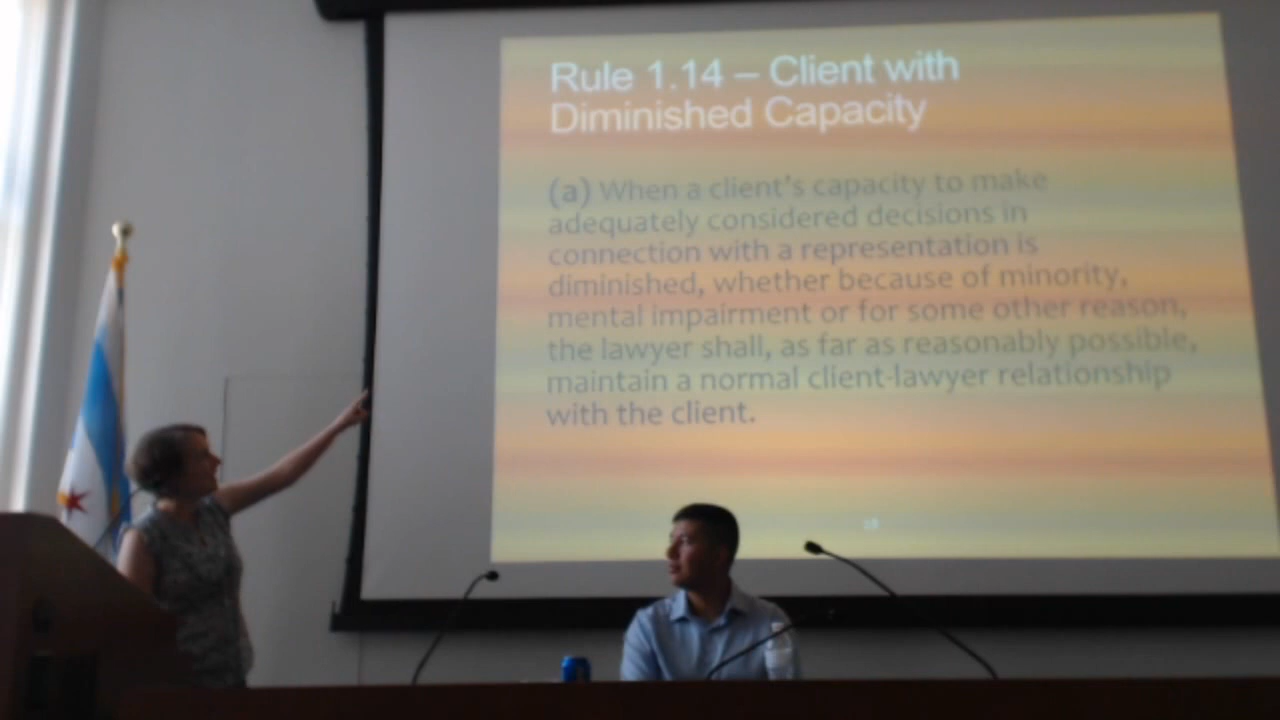 Rule 1.14 – Client with
Diminished Capacity
(a) When a client's capacity to make
adequately considered decisions in
connection with a representation is
diminished, whether because of minority,
mental impairment or for some other reason,
the lawyer shall, as far as reasonably possible,
maintain a normal client-lawyer relationship
with the client.